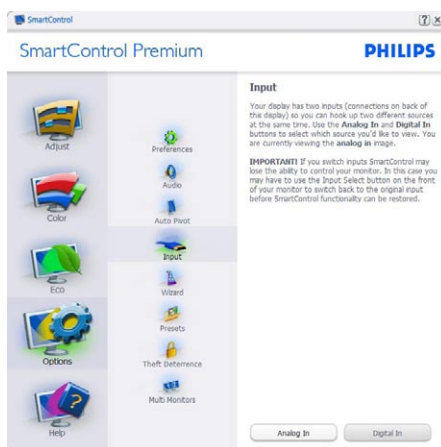 SmartControl
SmartControl Premium
PHILIPS
Adjust
Color
Eco
Options
Help
Preferences
Audio
Auto Pivot
Input
Wizard
Presets
Theft Deterrence
Multi Monitors
Input
Your display has two inputs (connections on back of
this display) so you can hook up two different sources
at the same time. Use the Analog In and Digital In
buttons to select which source you'd like to view. You
are currently viewing the analog in image.
IMPORTANT! If you switch inputs SmartControl may
lose the ability to control your monitor. In this case you
may have to use the Input Select button on the front
of your monitor to switch back to the original input
before SmartControl functionality can be restored.
Analog In
Digital In